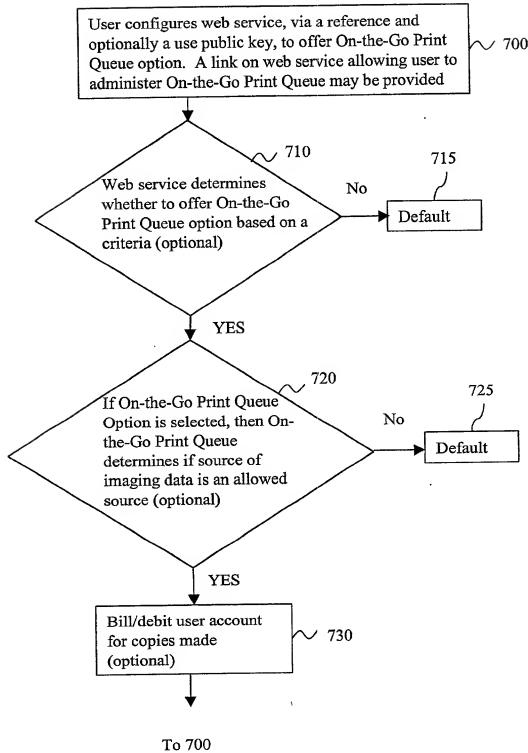 User configures web service, via a reference and
optionally a use public key, to offer On-the-Go Print
Queue option. A link on web service allowing user to
administer On-the-Go Print Queue may be provided
700
710
Web service determines
whether to offer On-the-Go
Print Queue option based on a
criteria (optional)
No
715
Default
YES
720
If On-the-Go Print Queue
Option is selected, then On-
the-Go Print Queue
determines if source of
imaging data is an allowed
source (optional)
No
725
Default
YES
Bill/debit user account
for copies made
(optional)
730
To 700